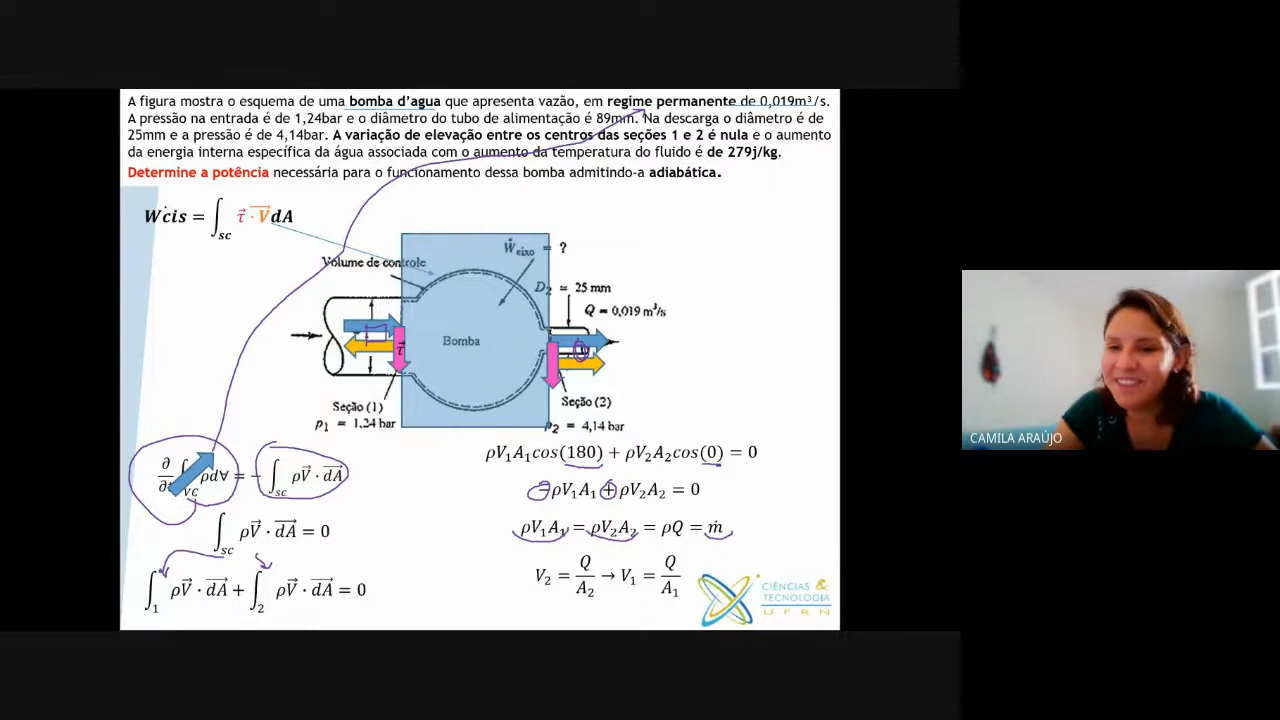 A figura mostra o esquema de uma bomba d'agua que apresenta vazão, em regime permanente de 0,019m³/s.
A pressão na entrada é de 1,24bar e o diâmetro do tubo de alimentação é 89mm. Na descarga o diâmetro é de
25mm e a pressão é de 4,14bar. A variação de elevação entre os centros das seções 1 e 2 é nula e o aumento
da energia interna específica da água associada com o aumento da temperatura do fluido é de 279j/kg.
Determine a potência necessária para o funcionamento dessa bomba admitindo-a adiabática.
Ẇcis = ∫sc τ⃗ · V⃗dA
Ẇeixo = ?
Volume de controle
D₂ = 25 mm
Q = 0,019 m³/s
τ⃗
Bomba
Seção (1)
p₁ = 1,24 bar
Seção (2)
p₂ = 4,14 bar
∂/∂t ∫VC ρd∀ = − ∫sc ρV⃗ · dA⃗
∫sc ρV⃗ · dA⃗ = 0
∫₁ ρV⃗ · dA⃗ + ∫₂ ρV⃗ · dA⃗ = 0
ρV₁A₁cos(180) + ρV₂A₂cos(0) = 0
−ρV₁A₁ + ρV₂A₂ = 0
ρV₁A₁ = ρV₂A₂ = ρQ = ṁ
V₂ = Q/A₂ → V₁ = Q/A₁
CIÊNCIAS &
TECNOLOGIA
UFRN
CAMILA ARAÚJO